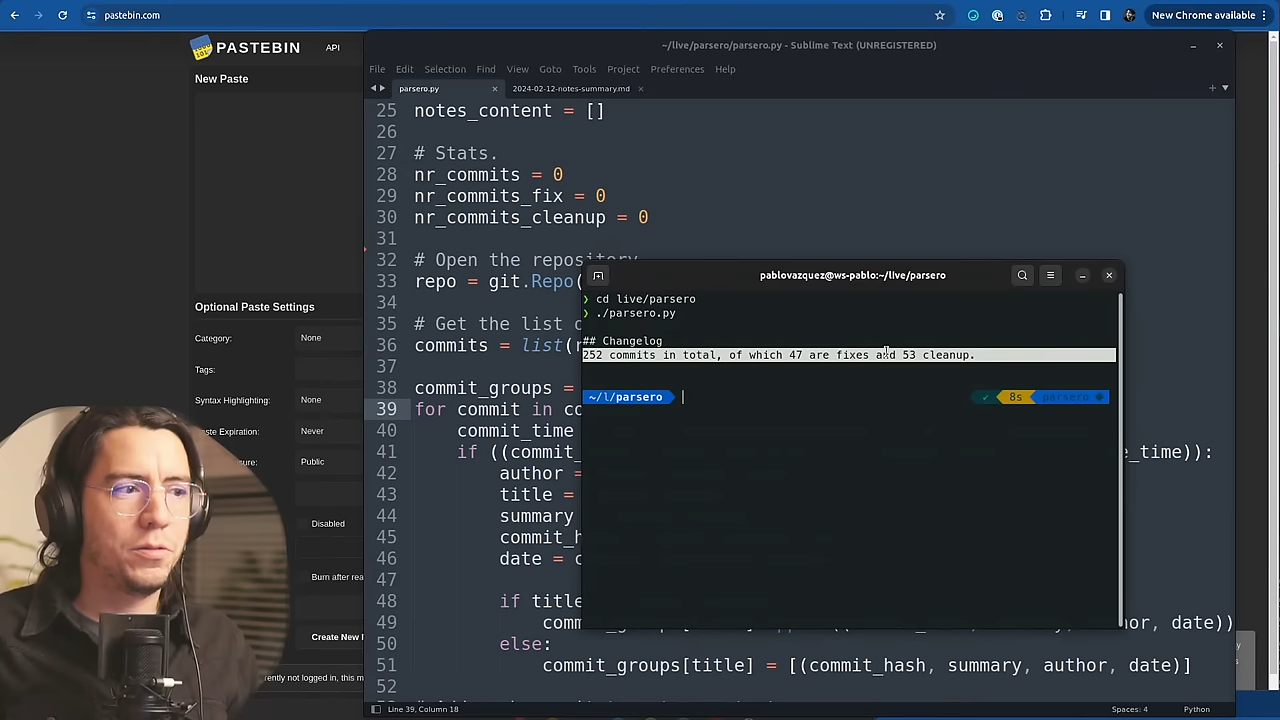 pastebin.com
New Chrome available
PASTEBIN
API
New Paste
Optional Paste Settings
Category:
None
Tags:
Syntax Highlighting:
None
Paste Expiration:
Never
Public
Disabled
Burn after rea
Create New
~/live/parsero/parsero.py - Sublime Text (UNREGISTERED)
File Edit Selection Find View Goto Tools Project Preferences Help
parsero.py
2024-02-12-notes-summary.md
25 notes_content = []
26
27 # Stats.
28 nr_commits = 0
29 nr_commits_fix = 0
30 nr_commits_cleanup = 0
31
32 # Open the repository
33 repo = git.Repo(
34
35 # Get the list o
36 commits = list(
37
38 commit_groups =
39 for commit in co
40 commit_time
41 if ((commit_ e_time)):
42 author =
43 title =
44 summary
45 commit_h
46 date = c
47
48 if title
49 comm or, date))
50 else:
51 commit_groups[title] = [(commit_hash, summary, author, date)]
52
pablovazquez@ws-pablo:~/live/parsero
❯ cd live/parsero
❯ ./parsero.py
## Changelog
252 commits in total, of which 47 are fixes and 53 cleanup.
~/l/parsero
✓ 8s parsero
Line 39, Column 18
Spaces: 4
Python